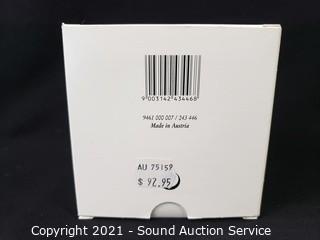 9 003142 434468
9461 000 007 / 243 446
Made in Austria
AU 75159
$ 92.95
Copyright 2021 - Sound Auction Service